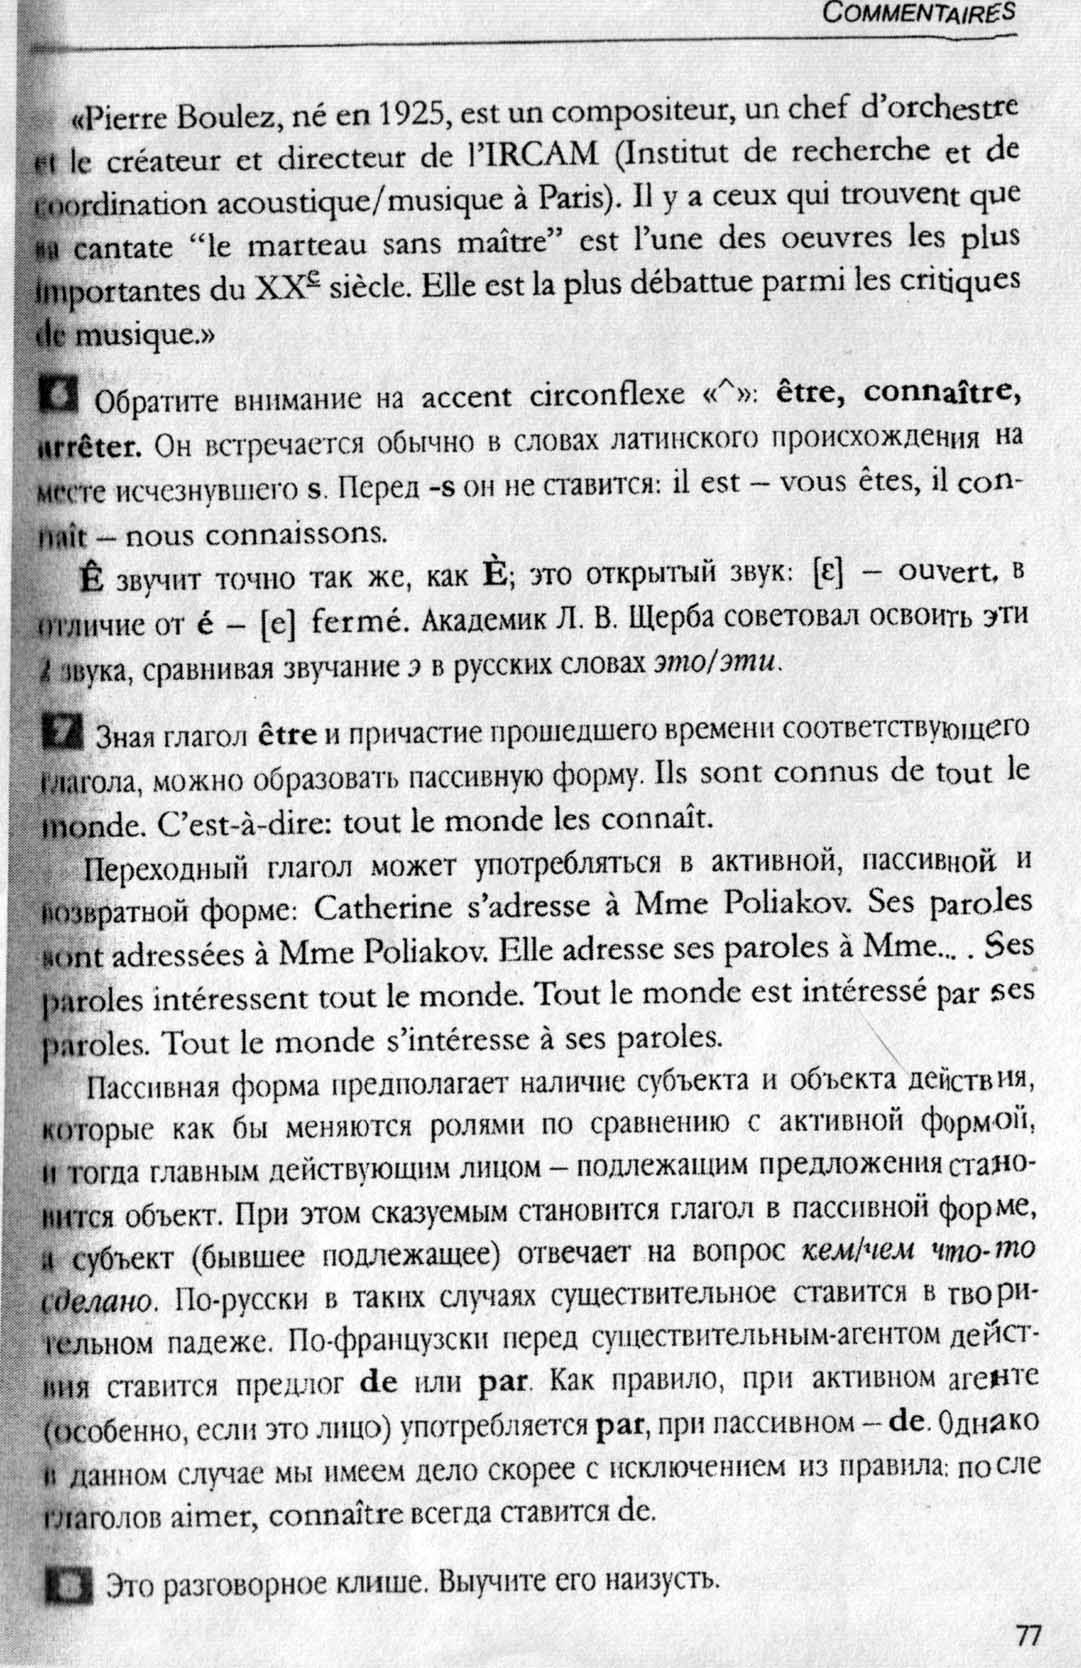 COMMENTAIRES
«Pierre Boulez, né en 1925, est un compositeur, un chef d’orchestre
et le créateur et directeur de l’IRCAM (Institut de recherche et de
coordination acoustique/musique à Paris). Il y a ceux qui trouvent que
sa cantate “le marteau sans maître” est l’une des oeuvres les plus
importantes du XXe siècle. Elle est la plus débattue parmi les critiques
de musique.»
6 Обратите внимание на accent circonflexe «^»: être, connaître,
arrêter. Он встречается обычно в словах латинского происхождения на
месте исчезнувшего s. Перед -s он не ставится: il est – vous êtes, il con-
naît – nous connaissons.
Ê звучит точно так же, как È; это открытый звук: [ɛ] – ouvert, в
отличие от é – [e] fermé. Академик Л. В. Щерба советовал освоить эти
2 звука, сравнивая звучание э в русских словах это/эти.
7 Зная глагол être и причастие прошедшего времени соответствующего
глагола, можно образовать пассивную форму. Ils sont connus de tout le
monde. C’est-à-dire: tout le monde les connaît.
Переходный глагол может употребляться в активной, пассивной и
возвратной форме: Catherine s’adresse à Mme Poliakov. Ses paroles
sont adressées à Mme Poliakov. Elle adresse ses paroles à Mme... . Ses
paroles intéressent tout le monde. Tout le monde est intéressé par ses
paroles. Tout le monde s’intéresse à ses paroles.
Пассивная форма предполагает наличие субъекта и объекта действия,
которые как бы меняются ролями по сравнению с активной формой,
и тогда главным действующим лицом – подлежащим предложения стано-
вится объект. При этом сказуемым становится глагол в пассивной форме,
а субъект (бывшее подлежащее) отвечает на вопрос кем/чем что-то
сделано. По-русски в таких случаях существительное ставится в твори-
тельном падеже. По-французски перед существительным-агентом дейст-
вия ставится предлог de или par. Как правило, при активном агенте
(особенно, если это лицо) употребляется par, при пассивном – de. Однако
в данном случае мы имеем дело скорее с исключением из правила: после
глаголов aimer, connaître всегда ставится de.
8 Это разговорное клише. Выучите его наизусть.
77